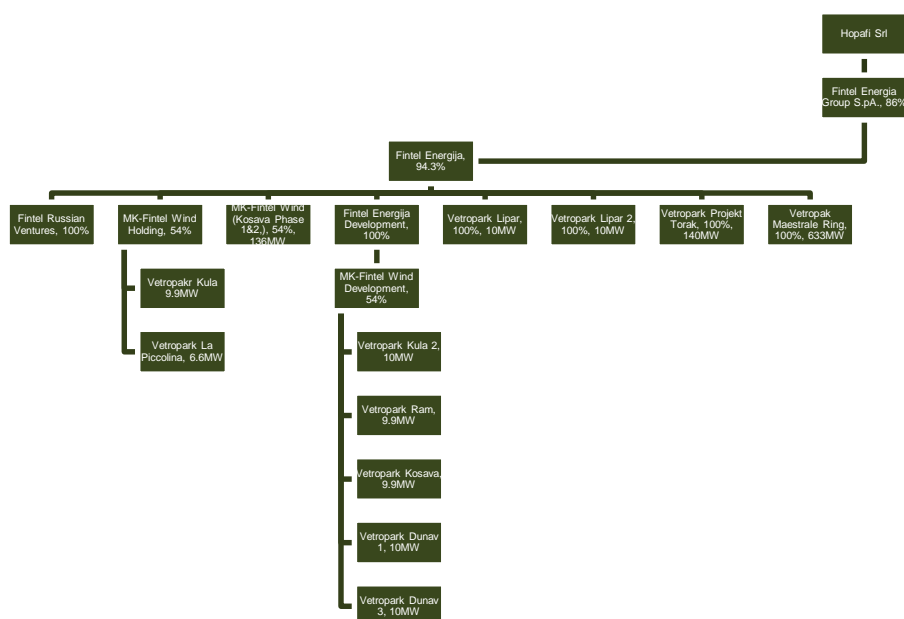 Hopafi Srl
Fintel Energia
Group S.pA., 86%
Fintel Energija,
94.3%
Fintel Russian
Ventures, 100%
MK-Fintel Wind
Holding, 54%
MK-Fintel Wind
(Kosava Phase
1&2,), 54%,
136MW
Fintel Energija
Development,
100%
Vetropark Lipar,
100%, 10MW
Vetropark Lipar 2,
100%, 10MW
Vetropark Projekt
Torak, 100%,
140MW
Vetropak
Maestrale Ring,
100%, 633MW
Vetropakr Kula
9.9MW
Vetropark La
Piccolina, 6.6MW
MK-Fintel Wind
Development,
54%
Vetropark Kula 2,
10MW
Vetropark Ram,
9.9MW
Vetropark Kosava,
9.9MW
Vetropark Dunav
1, 10MW
Vetropark Dunav
3, 10MW